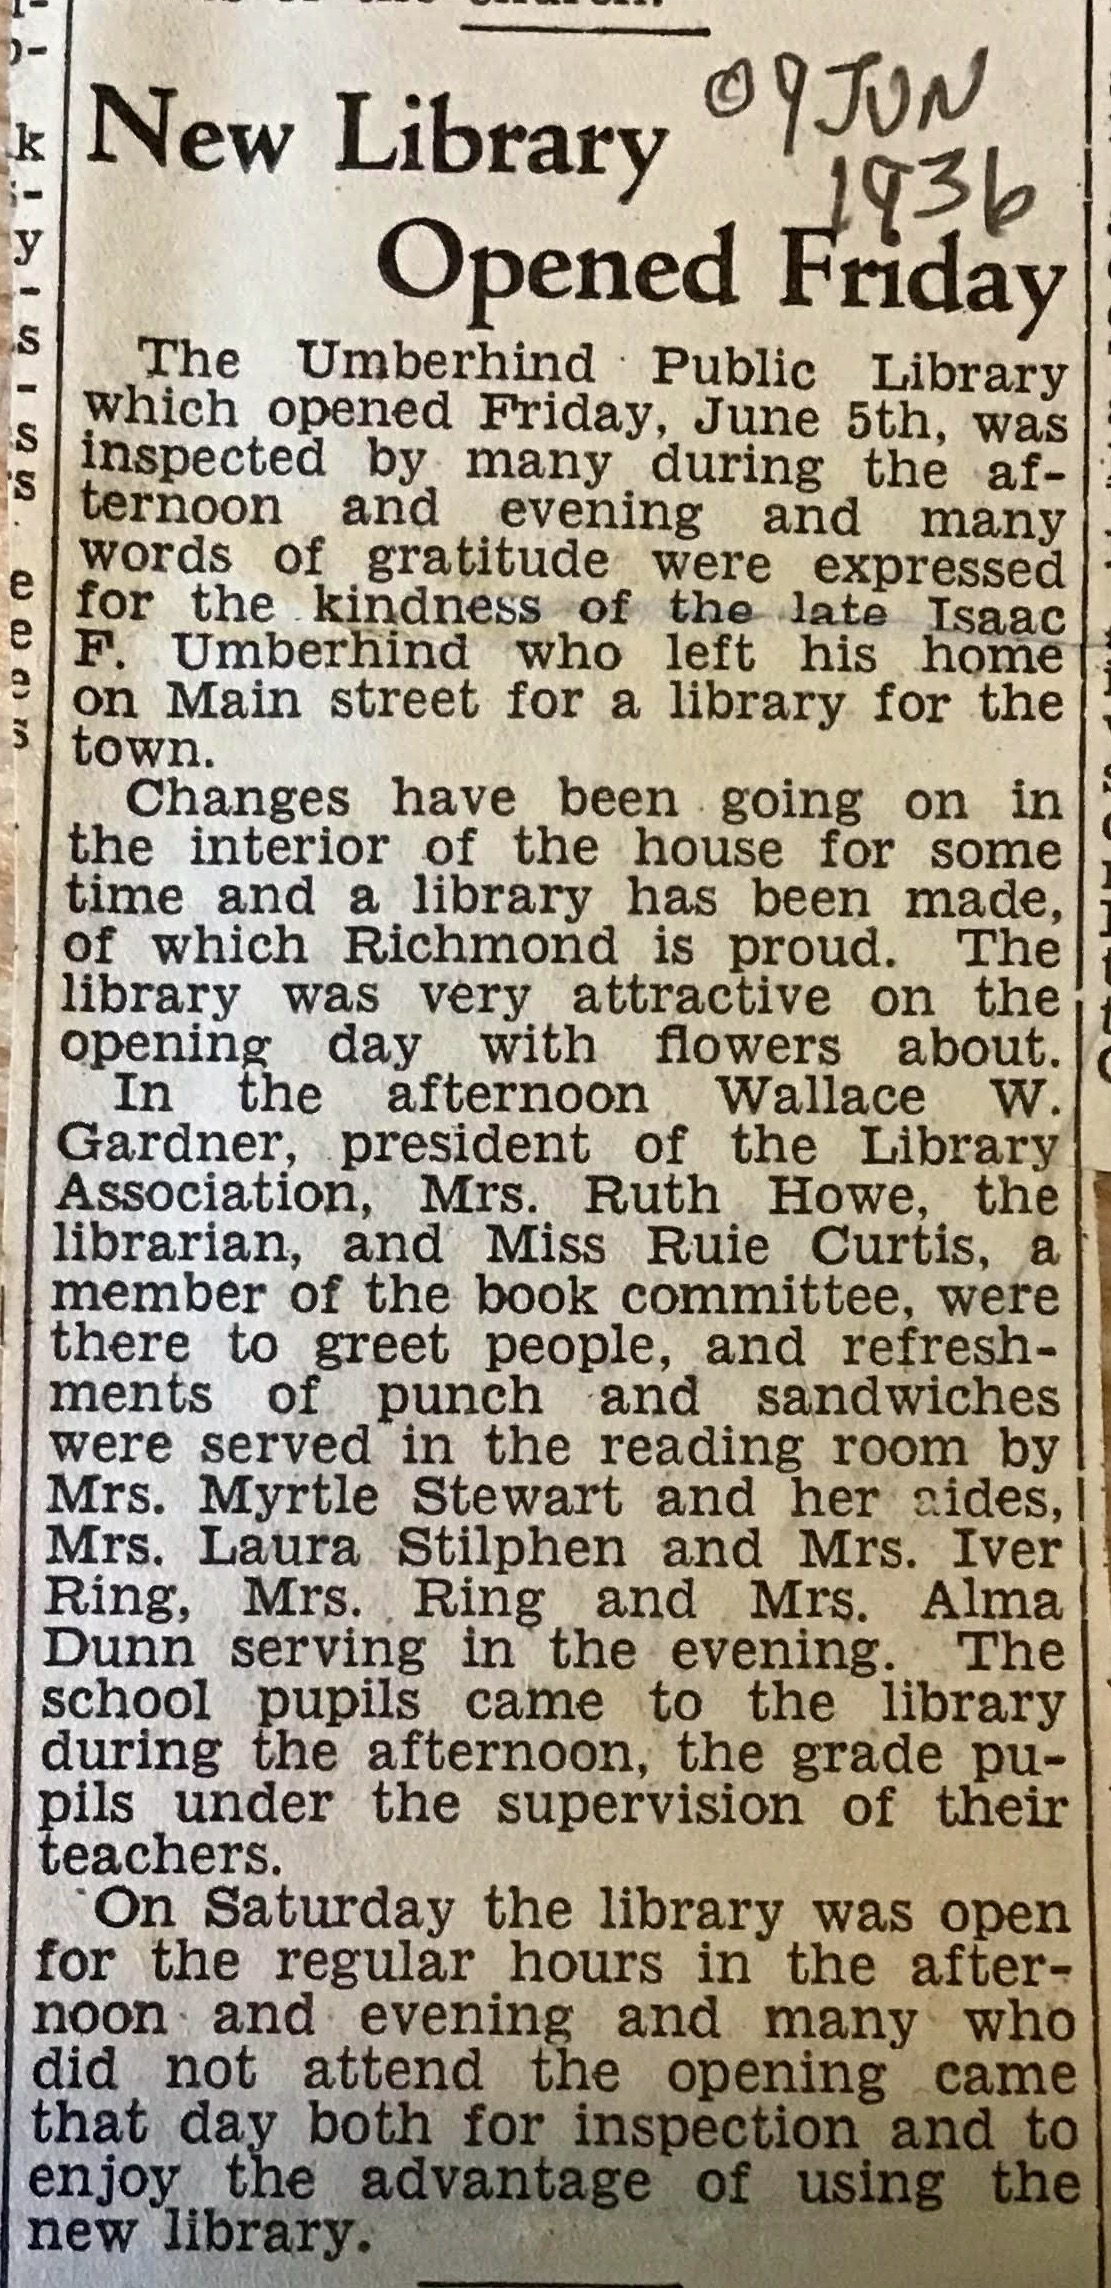 New Library
09 JUN
1936
Opened Friday
The Umberhind Public Library
which opened Friday, June 5th, was
inspected by many during the af-
ternoon and evening and many
words of gratitude were expressed
for the kindness of the late Isaac
F. Umberhind who left his home
on Main street for a library for the
town.
Changes have been going on in
the interior of the house for some
time and a library has been made,
of which Richmond is proud. The
library was very attractive on the
opening day with flowers about.
In the afternoon Wallace W.
Gardner, president of the Library
Association, Mrs. Ruth Howe, the
librarian, and Miss Ruie Curtis, a
member of the book committee, were
there to greet people, and refresh-
ments of punch and sandwiches
were served in the reading room by
Mrs. Myrtle Stewart and her aides,
Mrs. Laura Stilphen and Mrs. Iver
Ring, Mrs. Ring and Mrs. Alma
Dunn serving in the evening. The
school pupils came to the library
during the afternoon, the grade pu-
pils under the supervision of their
teachers.
On Saturday the library was open
for the regular hours in the after-
noon and evening and many who
did not attend the opening came
that day both for inspection and to
enjoy the advantage of using the
new library.